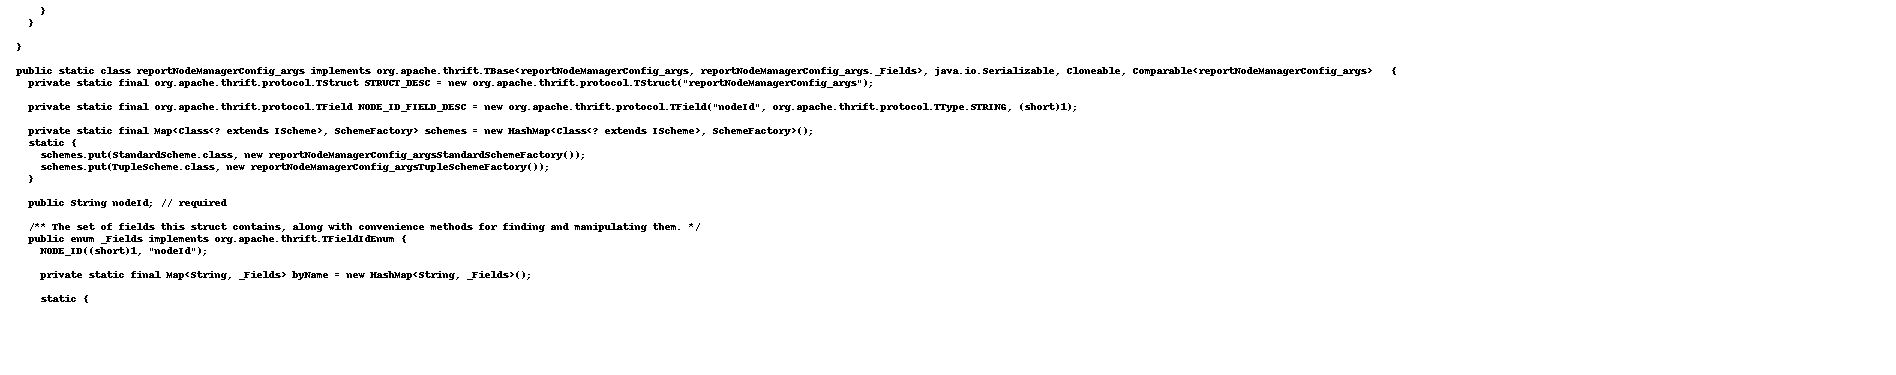 }
  }

}

public static class reportNodeManagerConfig_args implements org.apache.thrift.TBase<reportNodeManagerConfig_args, reportNodeManagerConfig_args._Fields>, java.io.Serializable, Cloneable, Comparable<reportNodeManagerConfig_args>   {
  private static final org.apache.thrift.protocol.TStruct STRUCT_DESC = new org.apache.thrift.protocol.TStruct("reportNodeManagerConfig_args");

  private static final org.apache.thrift.protocol.TField NODE_ID_FIELD_DESC = new org.apache.thrift.protocol.TField("nodeId", org.apache.thrift.protocol.TType.STRING, (short)1);

  private static final Map<Class<? extends IScheme>, SchemeFactory> schemes = new HashMap<Class<? extends IScheme>, SchemeFactory>();
  static {
    schemes.put(StandardScheme.class, new reportNodeManagerConfig_argsStandardSchemeFactory());
    schemes.put(TupleScheme.class, new reportNodeManagerConfig_argsTupleSchemeFactory());
  }

  public String nodeId; // required

  /** The set of fields this struct contains, along with convenience methods for finding and manipulating them. */
  public enum _Fields implements org.apache.thrift.TFieldIdEnum {
    NODE_ID((short)1, "nodeId");

    private static final Map<String, _Fields> byName = new HashMap<String, _Fields>();

    static {